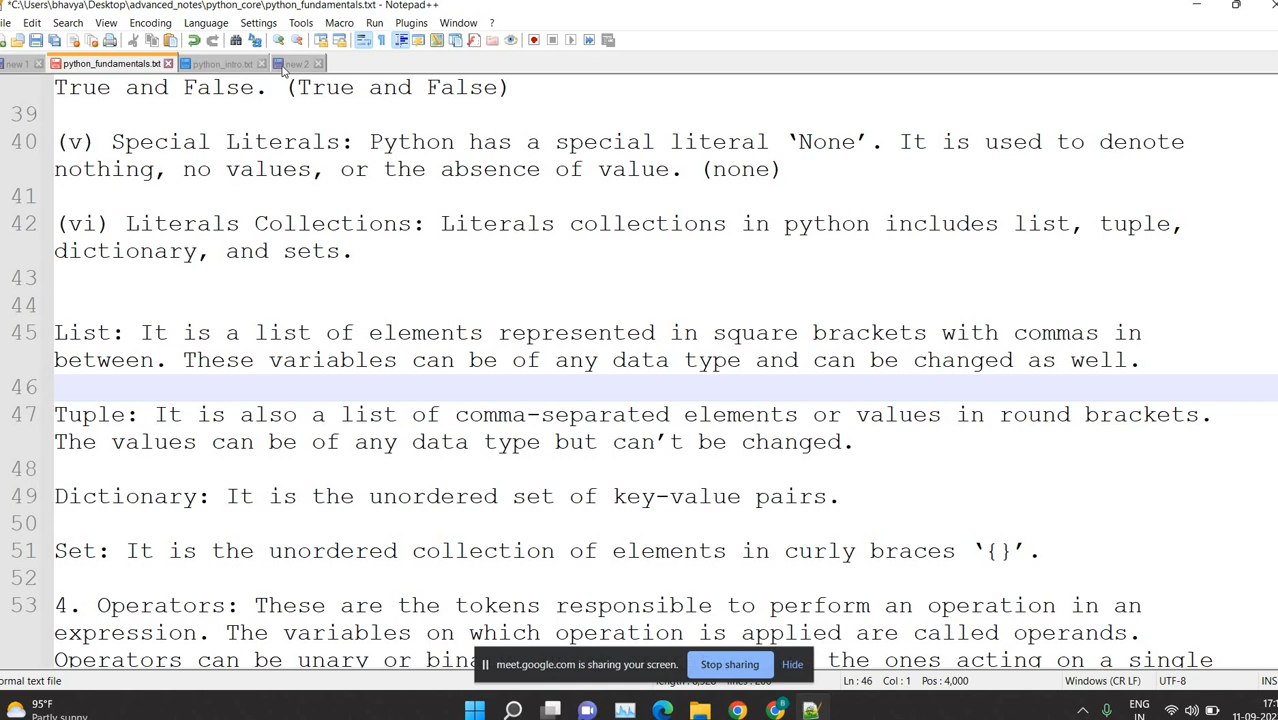 *C:\Users\bhavya\Desktop\advanced_notes\python_core\python_fundamentals.txt - Notepad++
Edit Search View Encoding Language Settings Tools Macro Run Plugins Window ?
new 1 python_fundamentals.txt python_intro.txt new 2
True and False. (True and False)
39
40 (v) Special Literals: Python has a special literal ‘None’. It is used to denote
nothing, no values, or the absence of value. (none)
41
42 (vi) Literals Collections: Literals collections in python includes list, tuple,
dictionary, and sets.
43
44
45 List: It is a list of elements represented in square brackets with commas in
between. These variables can be of any data type and can be changed as well.
46
47 Tuple: It is also a list of comma-separated elements or values in round brackets.
The values can be of any data type but can’t be changed.
48
49 Dictionary: It is the unordered set of key-value pairs.
50
51 Set: It is the unordered collection of elements in curly braces ‘{}’.
52
53 4. Operators: These are the tokens responsible to perform an operation in an
expression. The variables on which operation is applied are called operands.
Operators can be unary or the ones acting on a single
meet.google.com is sharing your screen. Stop sharing Hide
text file Ln: 46 Col: 1 Pos: 4,000 Windows (CR LF) UTF-8 INS
95°F
Partly sunny
ENG
IN